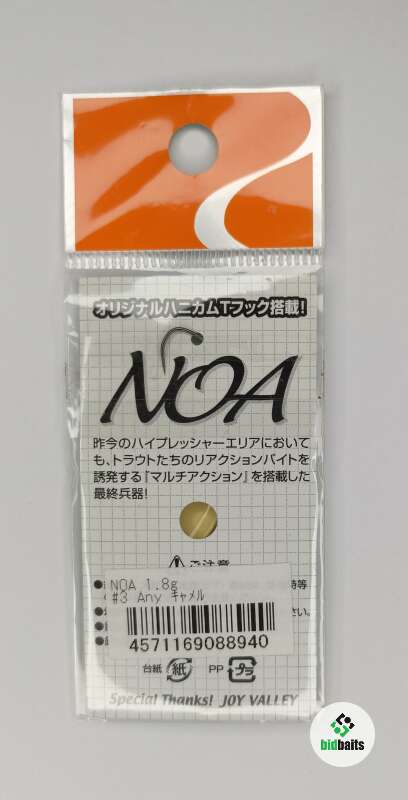 オリジナルハニカムTフック搭載!
NOA
昨今のハイプレッシャーエリアにおいて
も、トラウトたちのリアクションバイトを
誘発する『マルチアクション』を搭載した
最終兵器!
ご注意
NOA 1.8g
#3 Any キャメル
4571169088940
台紙 紙 PP プラ
Special Thanks! JOY VALLEY
bidbaits